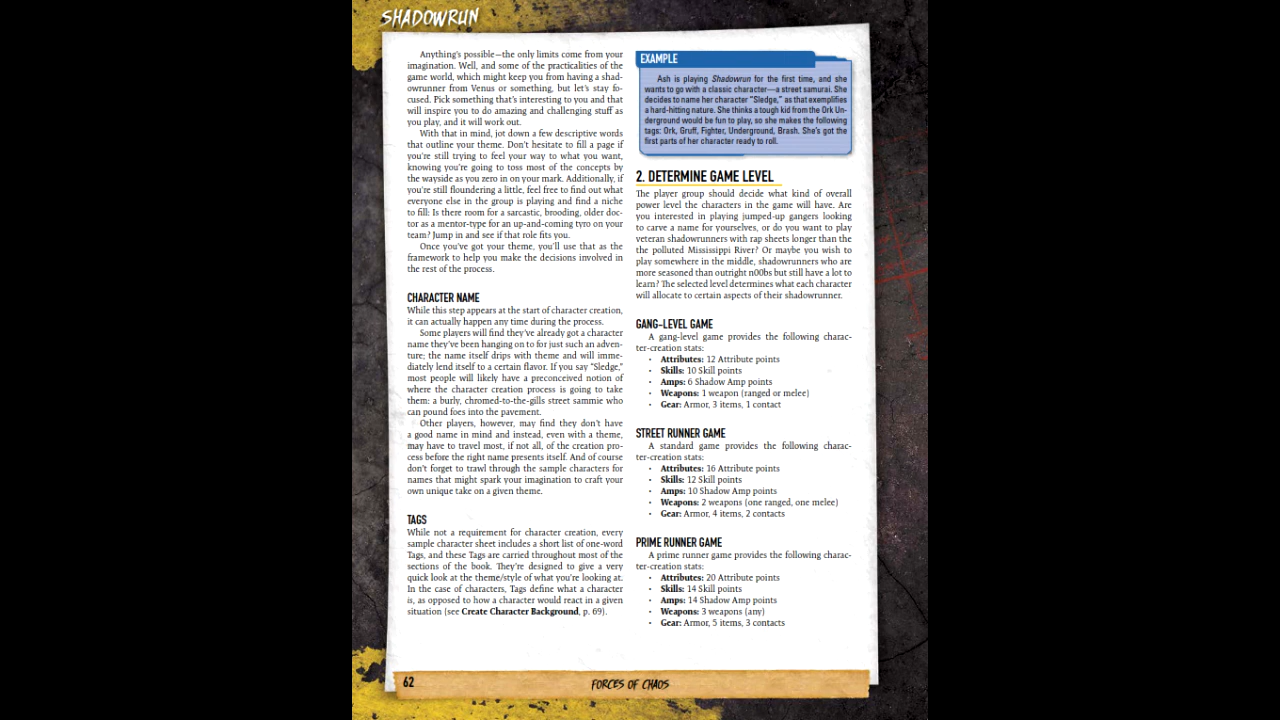 SHADOWRUN
Anything's possible—the only limits come from your
imagination. Well, and some of the practicalities of the
game world, which might keep you from having a shad-
owrunner from Venus or something, but let's stay fo-
cused. Pick something that's interesting to you and that
will inspire you to do amazing and challenging stuff as
you play, and it will work out.
With that in mind, jot down a few descriptive words
that outline your theme. Don't hesitate to fill a page if
you're still trying to feel your way to what you want,
knowing you're going to toss most of the concepts by
the wayside as you zero in on your mark. Additionally, if
you're still floundering a little, feel free to find out what
everyone else in the group is playing and find a niche
to fill: Is there room for a sarcastic, brooding, older doc-
tor as a mentor-type for an up-and-coming tyro on your
team? Jump in and see if that role fits you.
Once you've got your theme, you'll use that as the
framework to help you make the decisions involved in
the rest of the process.
CHARACTER NAME
While this step appears at the start of character creation,
it can actually happen any time during the process.
Some players will find they've already got a character
name they've been hanging on to for just such an adven-
ture; the name itself drips with theme and will imme-
diately lend itself to a certain flavor. If you say "Sledge,"
most people will likely have a preconceived notion of
where the character creation process is going to take
them: a burly, chromed-to-the-gills street sammie who
can pound foes into the pavement.
Other players, however, may find they don't have
a good name in mind and instead, even with a theme,
may have to travel most, if not all, of the creation pro-
cess before the right name presents itself. And of course
don't forget to trawl through the sample characters for
names that might spark your imagination to craft your
own unique take on a given theme.
TAGS
While not a requirement for character creation, every
sample character sheet includes a short list of one-word
Tags, and these Tags are carried throughout most of the
sections of the book. They're designed to give a very
quick look at the theme/style of what you're looking at.
In the case of characters, Tags define what a character
is, as opposed to how a character would react in a given
situation (see Create Character Background, p. 69).
EXAMPLE
Ash is playing Shadowrun for the first time, and she
wants to go with a classic character—a street samurai. She
decides to name her character "Sledge," as that exemplifies
a hard-hitting nature. She thinks a tough kid from the Ork Un-
derground would be fun to play, so she makes the following
tags: Ork, Gruff, Fighter, Underground, Brash. She's got the
first parts of her character ready to roll.
2. DETERMINE GAME LEVEL
The player group should decide what kind of overall
power level the characters in the game will have. Are
you interested in playing jumped-up gangers looking
to carve a name for yourselves, or do you want to play
veteran shadowrunners with rap sheets longer than the
the polluted Mississippi River? Or maybe you wish to
play somewhere in the middle, shadowrunners who are
more seasoned than outright n00bs but still have a lot to
learn? The selected level determines what each character
will allocate to certain aspects of their shadowrunner.
GANG-LEVEL GAME
A gang-level game provides the following charac-
ter-creation stats:
• Attributes: 12 Attribute points
• Skills: 10 Skill points
• Amps: 6 Shadow Amp points
• Weapons: 1 weapon (ranged or melee)
• Gear: Armor, 3 items, 1 contact
STREET RUNNER GAME
A standard game provides the following charac-
ter-creation stats:
• Attributes: 16 Attribute points
• Skills: 12 Skill points
• Amps: 10 Shadow Amp points
• Weapons: 2 weapons (one ranged, one melee)
• Gear: Armor, 4 items, 2 contacts
PRIME RUNNER GAME
A prime runner game provides the following charac-
ter-creation stats:
• Attributes: 20 Attribute points
• Skills: 14 Skill points
• Amps: 14 Shadow Amp points
• Weapons: 3 weapons (any)
• Gear: Armor, 5 items, 3 contacts
62
FORCES OF CHAOS